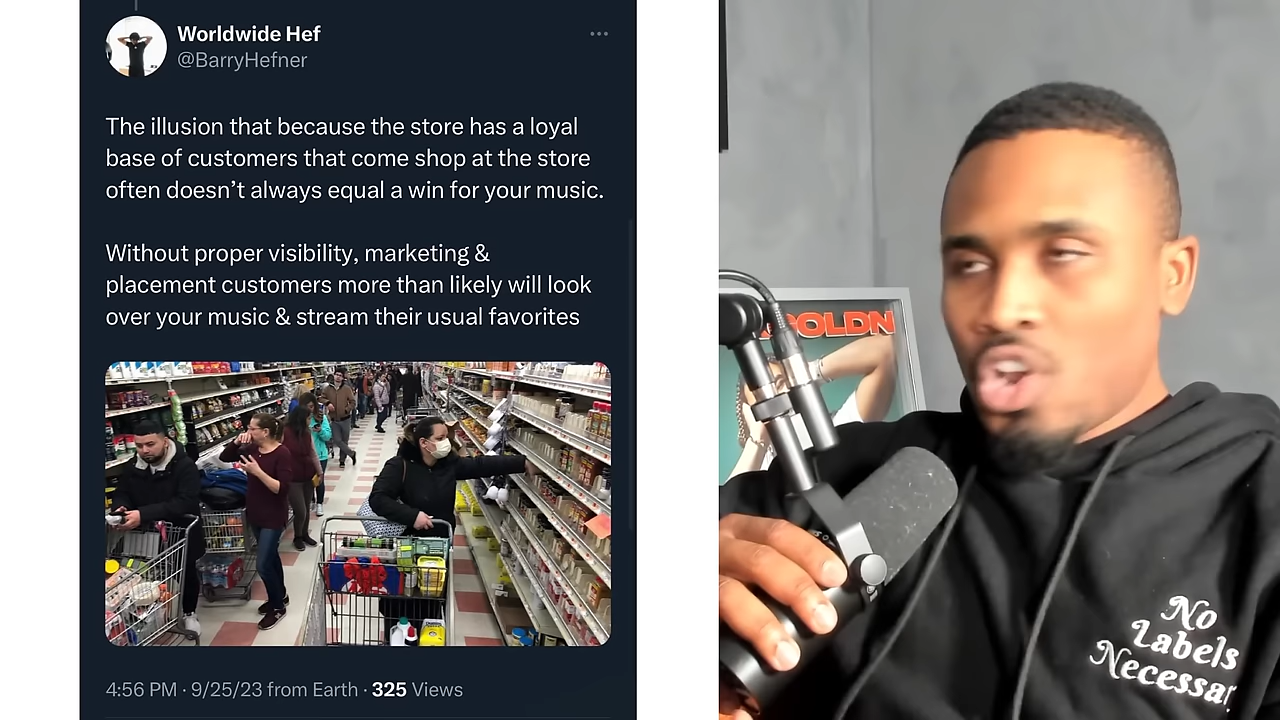 Worldwide Hef
@BarryHefner
The illusion that because the store has a loyal
base of customers that come shop at the store
often doesn’t always equal a win for your music.
Without proper visibility, marketing &
placement customers more than likely will look
over your music & stream their usual favorites
4:56 PM · 9/25/23 from Earth · 325 Views
GOLDN
No
Labels
Necessar